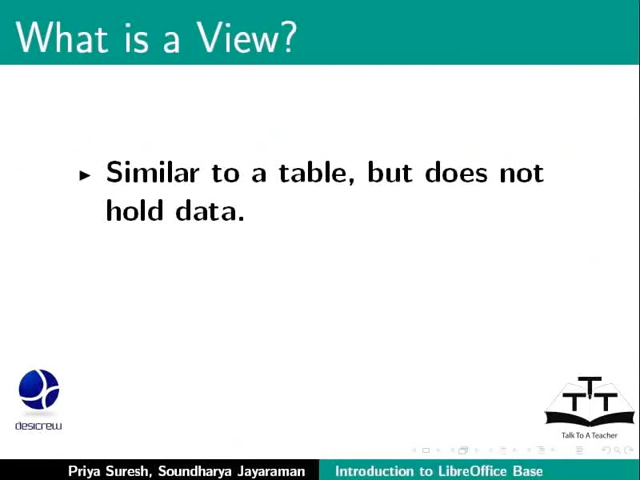 What is a View?
Similar to a table, but does not
hold data.
desicrew
TTT
Talk To A Teacher
Priya Suresh, Soundharya Jayaraman
Introduction to LibreOffice Base